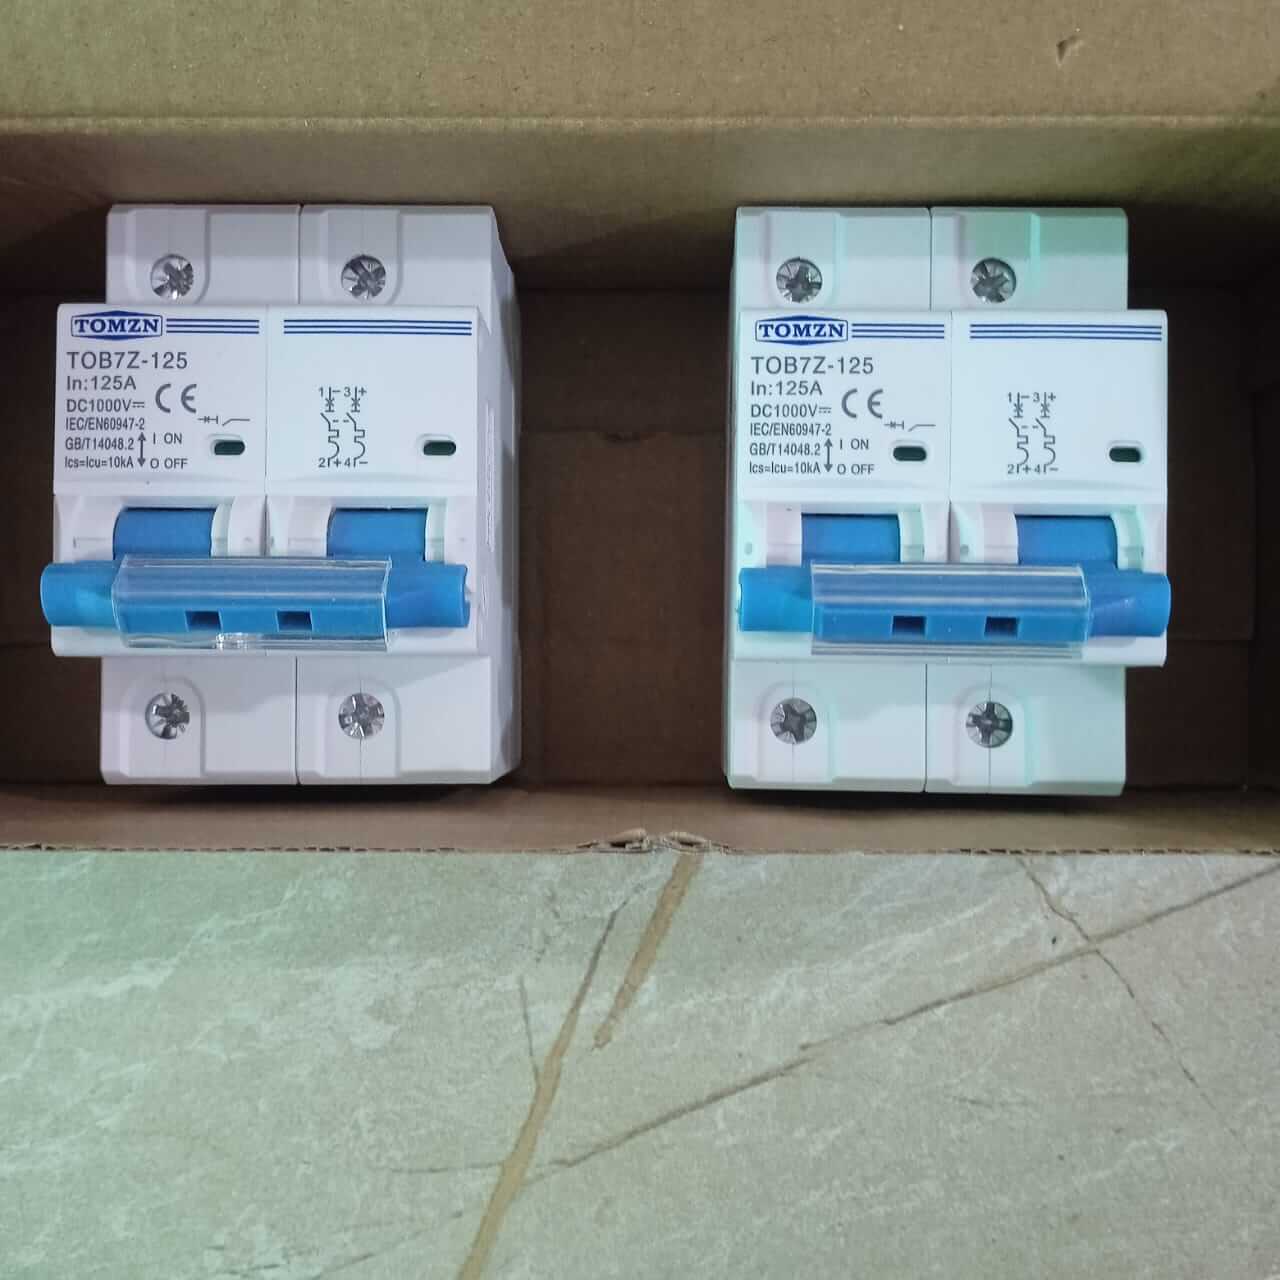 TOMZN
TOB7Z-125
In:125A
DC1000V⎓ CE
IEC/EN60947-2
GB/T14048.2 I ON
Ics=Icu=10kA O OFF
1 - 3 +
2 + 4 -
TOMZN
TOB7Z-125
In:125A
DC1000V⎓ CE
IEC/EN60947-2
GB/T14048.2 I ON
Ics=Icu=10kA O OFF
1 - 3 +
2 + 4 -